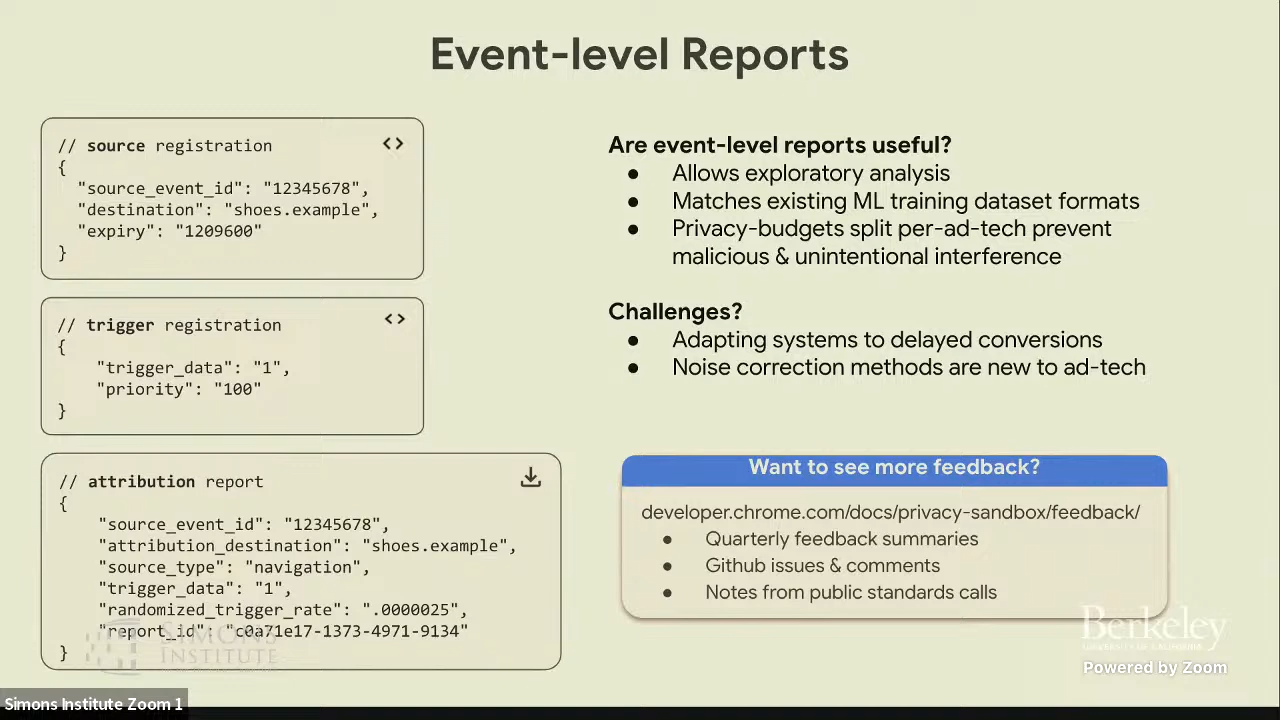 Event-level Reports
// source registration
<>
{
"source_event_id": "12345678",
"destination": "shoes.example",
"expiry": "1209600"
}
// trigger registration
<>
{
"trigger_data": "1",
"priority": "100"
}
// attribution report
{
"source_event_id": "12345678",
"attribution_destination": "shoes.example",
"source_type": "navigation",
"trigger_data": "1",
"randomized_trigger_rate": ".0000025",
"report_id": "c0a71e17-1373-4971-9134"
}
Are event-level reports useful?
● Allows exploratory analysis
● Matches existing ML training dataset formats
● Privacy-budgets split per-ad-tech prevent
malicious & unintentional interference
Challenges?
● Adapting systems to delayed conversions
● Noise correction methods are new to ad-tech
Want to see more feedback?
developer.chrome.com/docs/privacy-sandbox/feedback/
● Quarterly feedback summaries
● Github issues & comments
● Notes from public standards calls
SIMONS
INSTITUTE
Berkeley
UNIVERSITY OF CALIFORNIA
Powered by Zoom
Simons Institute Zoom 1